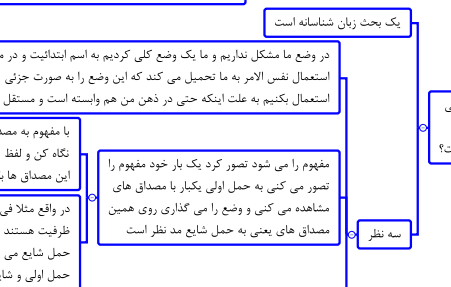 یک بحث زبان شناسانه است
در وضع ما مشکل نداریم و ما یک وضع کلی کردیم به اسم ابتدائیت و در
استعمال نفس الامر به ما تحمیل می کند که این وضع را به صورت جزئی
استعمال بکنیم به علت اینکه حتی در ذهن من هم وابسته است و مستقل
سه نظر
مفهوم را می شود تصور کرد یک بار خود مفهوم را
تصور می کنی به حمل اولی یکبار با مصداق های
مشاهده می کنی و وضع را می گذاری روی همین
مصداق های یعنی به حمل شایع مد نظر است
با مفهوم به
نگاه کن و لفظ
این مصداق ها
در واقع مثلا فی
ظرفیت هستند
حمل شایع می
حمل اولی و